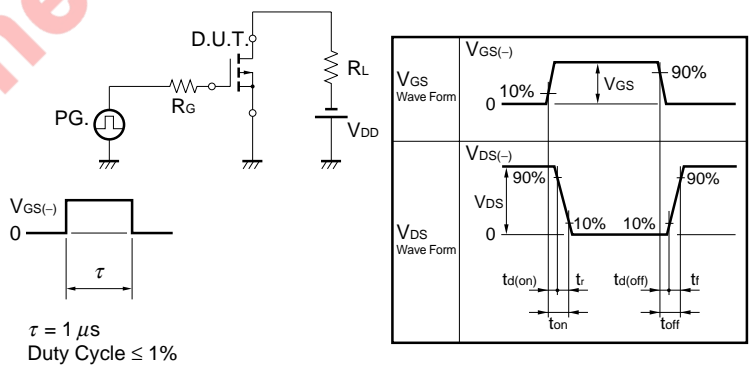 D.U.T.
RL
RG
PG.
VDD
VGS(−)
0
τ
τ = 1 μs
Duty Cycle ≤ 1%
VGS
Wave Form
VGS(−)
10%
0
VGS
90%
VDS
Wave Form
VDS(−)
90%
VDS
0
10%
10%
90%
td(on)
tr
td(off)
tf
ton
toff